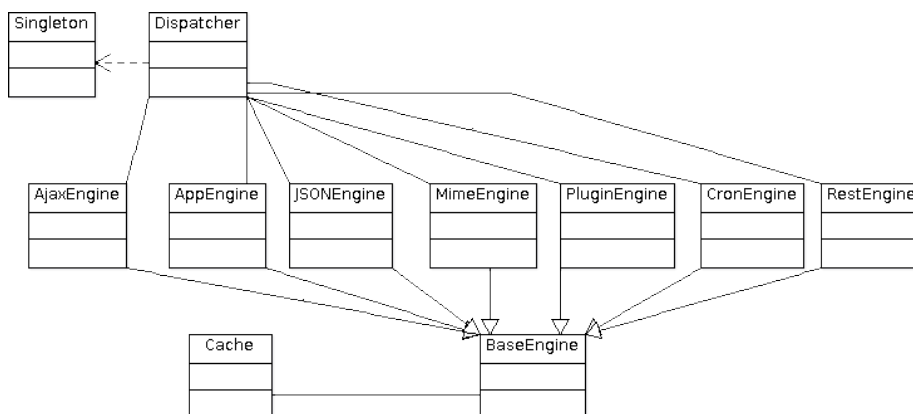 Singleton
Dispatcher
AjaxEngine
AppEngine
JSONEngine
MimeEngine
PluginEngine
CronEngine
RestEngine
Cache
BaseEngine